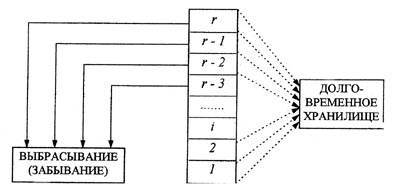 r
r - 1
r - 2
r - 3
.......
i
2
1
ДОЛГО-
ВРЕМЕННОЕ
ХРАНИЛИЩЕ
ВЫБРАСЫВАНИЕ
(ЗАБЫВАНИЕ)